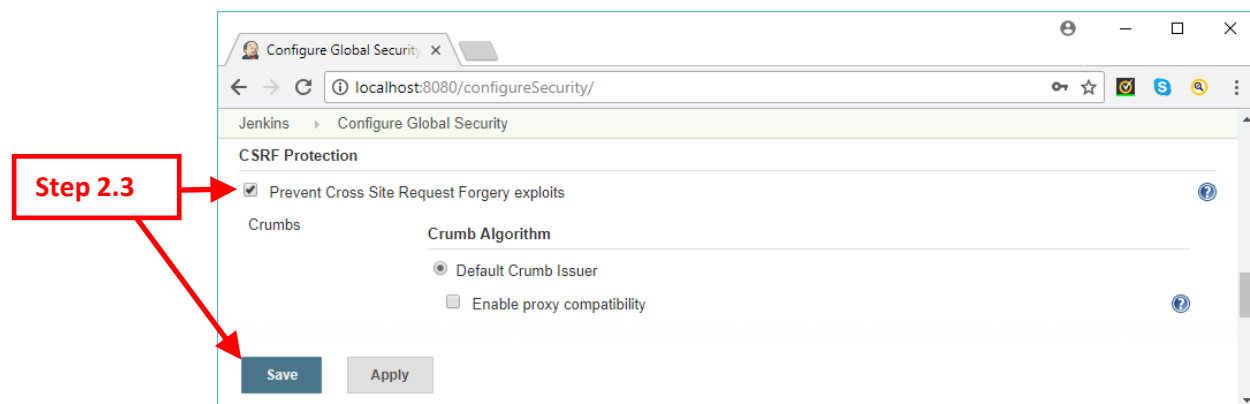 Configure Global Security
localhost:8080/configureSecurity/
Jenkins Configure Global Security
CSRF Protection
Step 2.3
Prevent Cross Site Request Forgery exploits
Crumbs
Crumb Algorithm
Default Crumb Issuer
Enable proxy compatibility
Save Apply